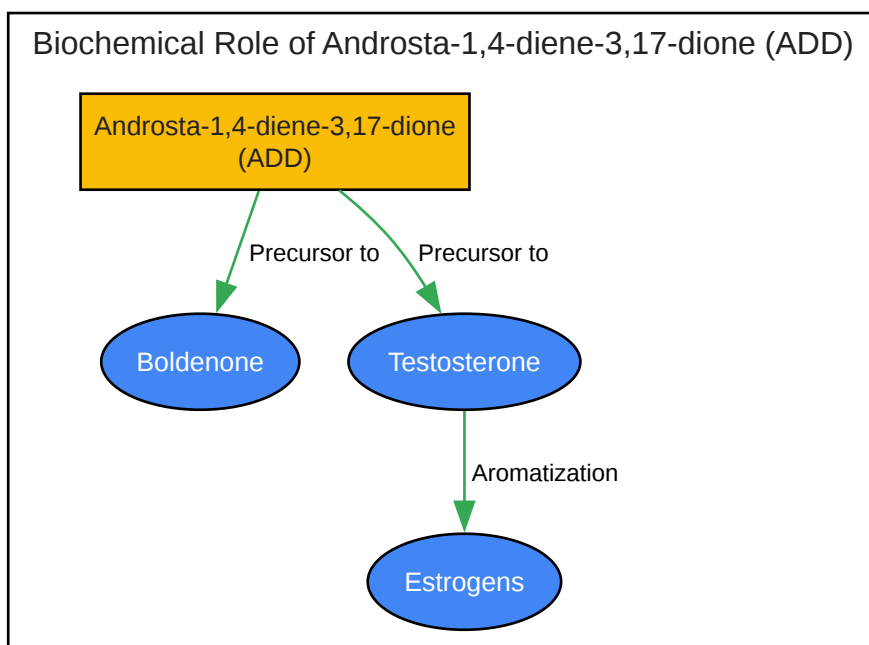 Biochemical Role of Androsta-1,4-diene-3,17-dione (ADD)
Androsta-1,4-diene-3,17-dione
(ADD)
Precursor to
Precursor to
Boldenone
Testosterone
Aromatization
Estrogens